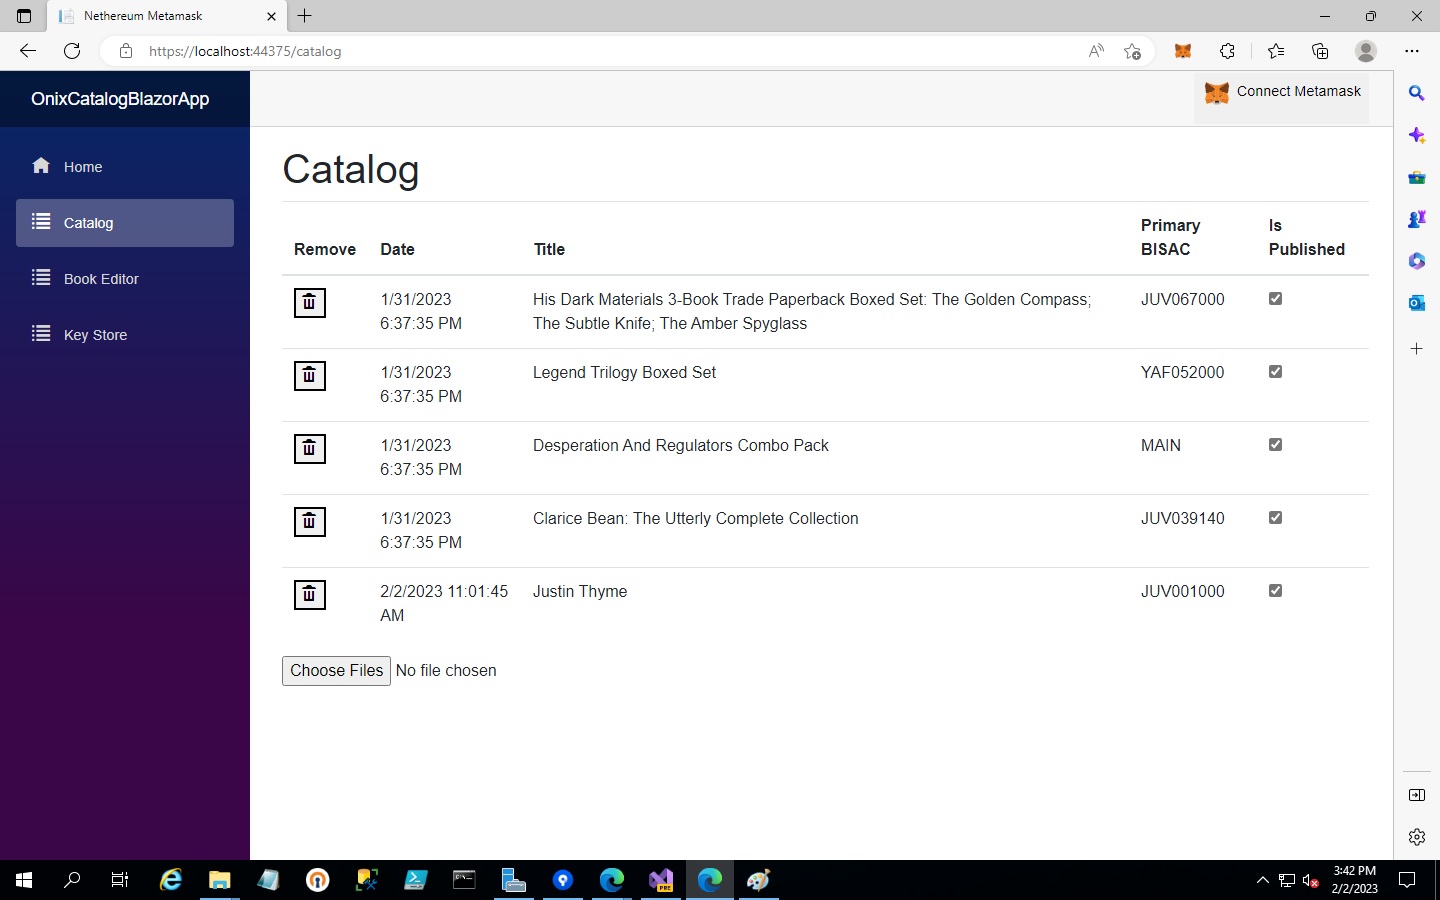 Nethereum Metamask
https://localhost:44375/catalog
OnixCatalogBlazorApp
Connect Metamask
Home
Catalog
Book Editor
Key Store
Catalog
Remove Date Title Primary BISAC Is Published
1/31/2023 6:37:35 PM
His Dark Materials 3-Book Trade Paperback Boxed Set: The Golden Compass;
The Subtle Knife; The Amber Spyglass
JUV067000
1/31/2023 6:37:35 PM
Legend Trilogy Boxed Set
YAF052000
1/31/2023 6:37:35 PM
Desperation And Regulators Combo Pack
MAIN
1/31/2023 6:37:35 PM
Clarice Bean: The Utterly Complete Collection
JUV039140
2/2/2023 11:01:45 AM
Justin Thyme
JUV001000
Choose Files No file chosen
PRE
3:42 PM
2/2/2023